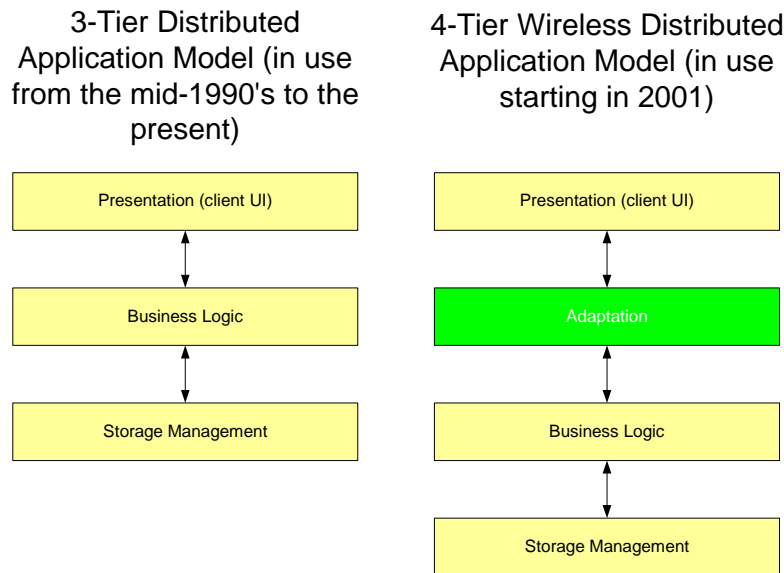 3-Tier Distributed
Application Model (in use
from the mid-1990's to the
present)
Presentation (client UI)
Business Logic
Storage Management
4-Tier Wireless Distributed
Application Model (in use
starting in 2001)
Presentation (client UI)
Adaptation
Business Logic
Storage Management